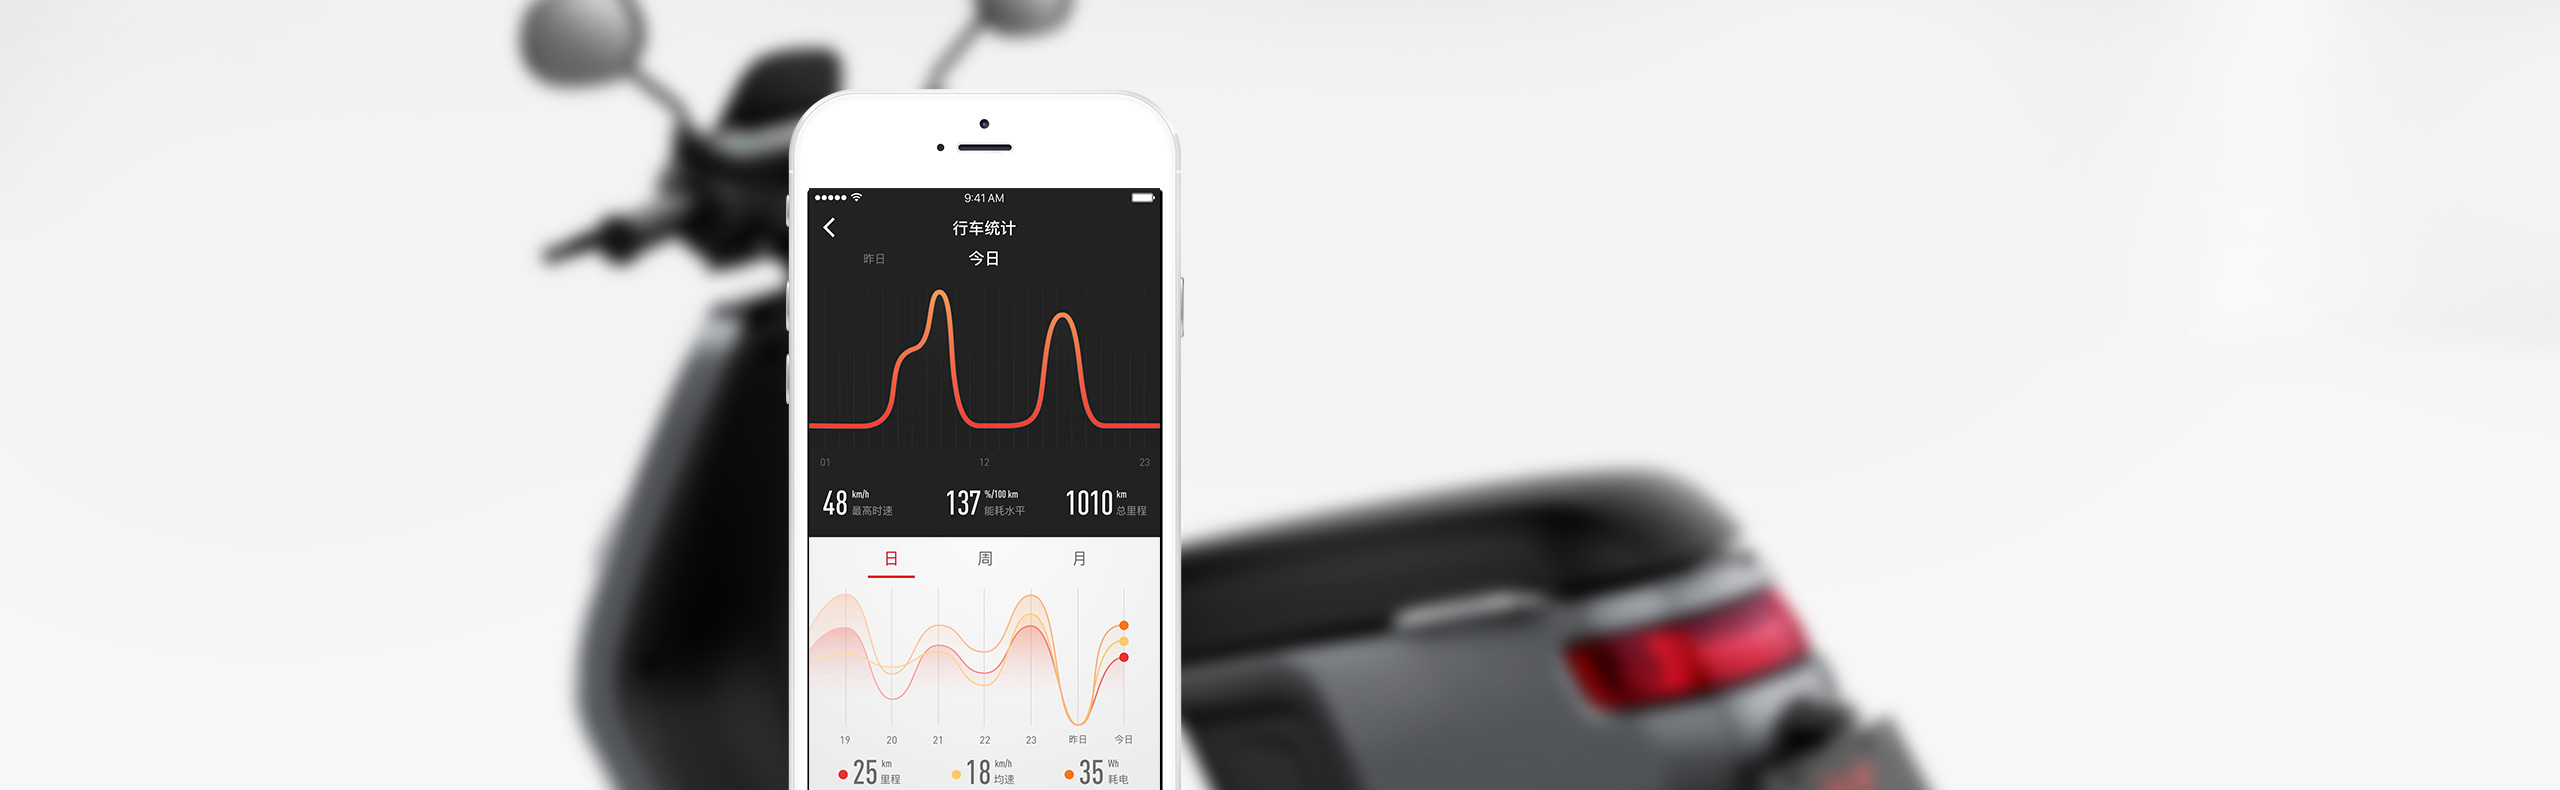 9:41 AM
行车统计
昨日 今日
01 12 23
48 km/h 最高时速 137 %/100 km 能耗水平 1010 km 总里程
日 周 月
19 20 21 22 23 昨日 今日
25 km 里程 18 km/h 均速 35 Wh 耗电